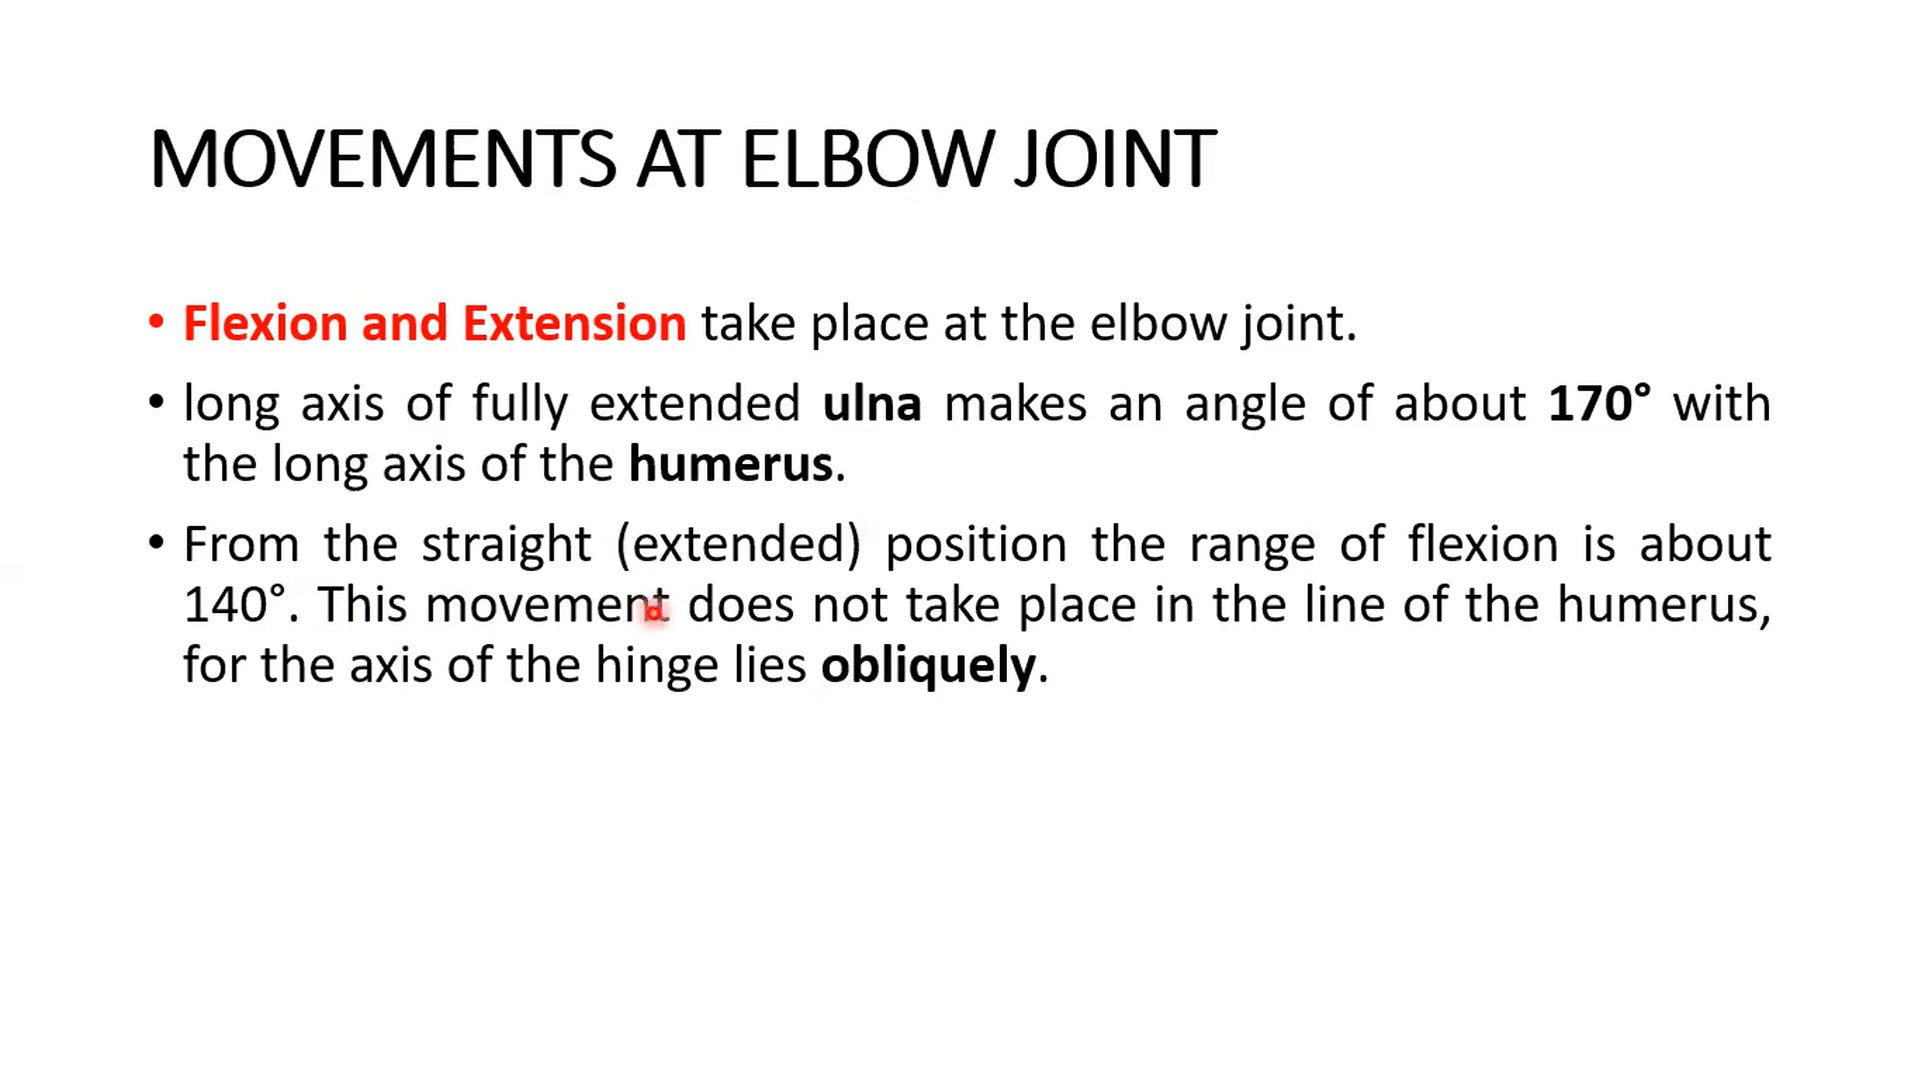 MOVEMENTS AT ELBOW JOINT
• Flexion and Extension take place at the elbow joint.
• long axis of fully extended ulna makes an angle of about 170° with
the long axis of the humerus.
• From the straight (extended) position the range of flexion is about
140°. This movement does not take place in the line of the humerus,
for the axis of the hinge lies obliquely.